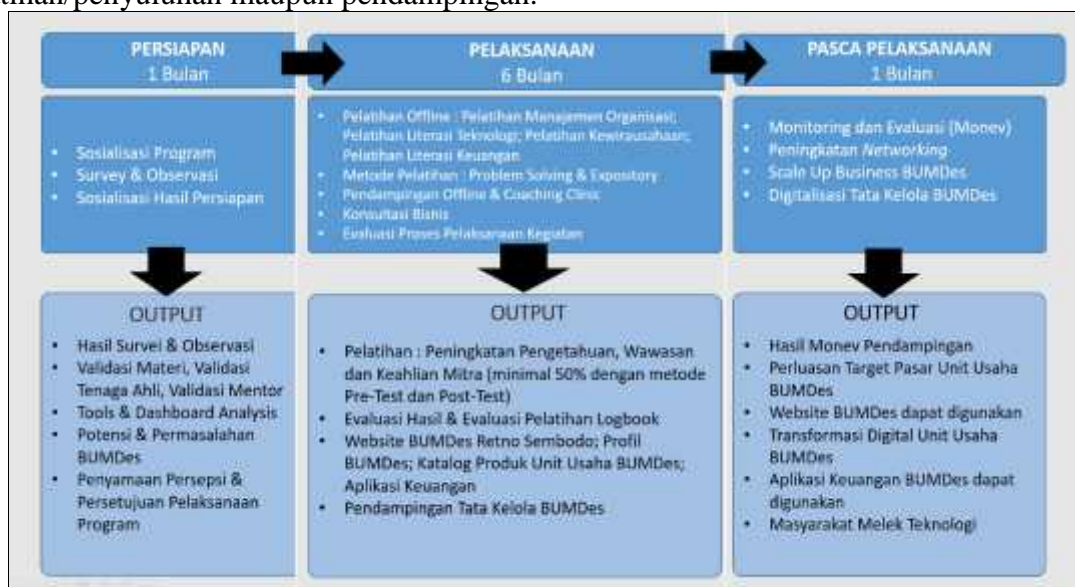 tihan/penyuluhan maupun pendampingan.
PERSIAPAN
1 Bulan
Sosialisasi Program
Survey & Observasi
Sosialisasi Hasil Persiapan
OUTPUT
Hasil Survei & Observasi
Validasi Materi, Validasi
Tenaga Ahli, Validasi Mentor
Tools & Dashboard Analysis
Potensi & Permasalahan
BUMDes
Penyamaan Persepsi &
Persetujuan Pelaksanaan
Program
PELAKSANAAN
6 Bulan
Pelatihan Offline : Pelatihan Manajemen Organisasi;
Pelatihan Literasi Teknologi; Pelatihan Kewirausahaan;
Pelatihan Literasi Keuangan
Metode Pelatihan : Problem Solving & Expository
Pendampingan Offline & Coaching Clinic
Konsultasi Bisnis
Evaluasi Proses Pelaksanaan Kegiatan
OUTPUT
Pelatihan : Peningkatan Pengetahuan, Wawasan
dan Keahlian Mitra (minimal 50% dengan metode
Pre-Test dan Post-Test)
Evaluasi Hasil & Evaluasi Pelatihan Logbook
Website BUMDes Retno Sembodo; Profil
BUMDes; Katalog Produk Unit Usaha BUMDes;
Aplikasi Keuangan
Pendampingan Tata Kelola BUMDes
PASCA PELAKSANAAN
1 Bulan
Monitoring dan Evaluasi (Monev)
Peningkatan Networking
Scale Up Business BUMDes
Digitalisasi Tata Kelola BUMDes
OUTPUT
Hasil Monev Pendampingan
Perluasan Target Pasar Unit Usaha
BUMDes
Website BUMDes dapat digunakan
Transformasi Digital Unit Usaha
BUMDes
Aplikasi Keuangan BUMDes dapat
digunakan
Masyarakat Melek Teknologi